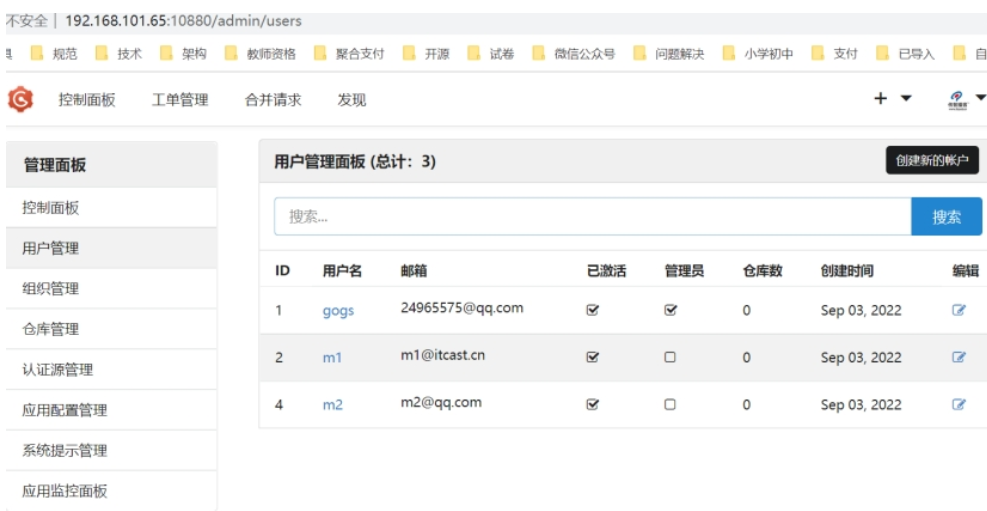 不安全 | 192.168.101.65:10880/admin/users
具 规范 技术 架构 教师资格 聚合支付 开源 试卷 微信公众号 问题解决 小学初中 支付 已导入 自
控制面板 工单管理 合并请求 发现
管理面板
控制面板
用户管理
组织管理
仓库管理
认证源管理
应用配置管理
系统提示管理
应用监控面板
用户管理面板 (总计：3)
创建新的帐户
搜索...
搜索
ID 用户名 邮箱 已激活 管理员 仓库数 创建时间 编辑
1 gogs 24965575@qq.com 0 Sep 03, 2022
2 m1 m1@itcast.cn 0 Sep 03, 2022
4 m2 m2@qq.com 0 Sep 03, 2022